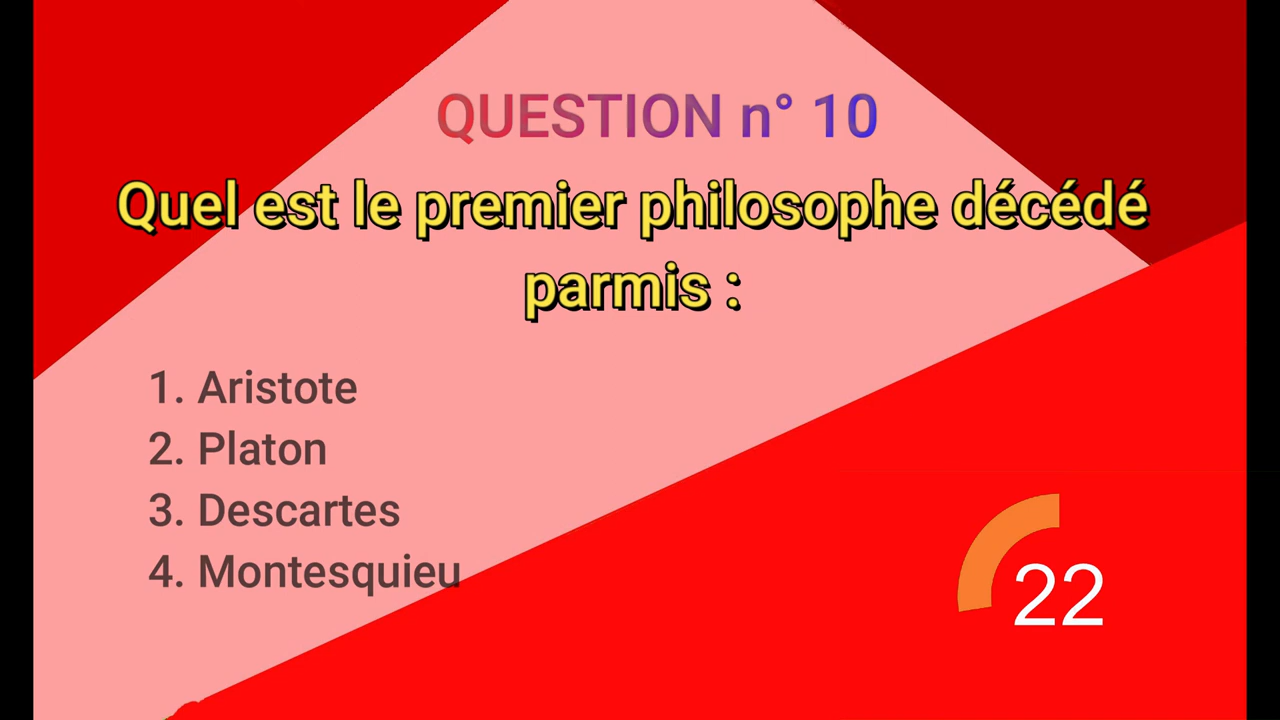 QUESTION n° 10
Quel est le premier philosophe décédé
parmis :
1. Aristote
2. Platon
3. Descartes
4. Montesquieu
22